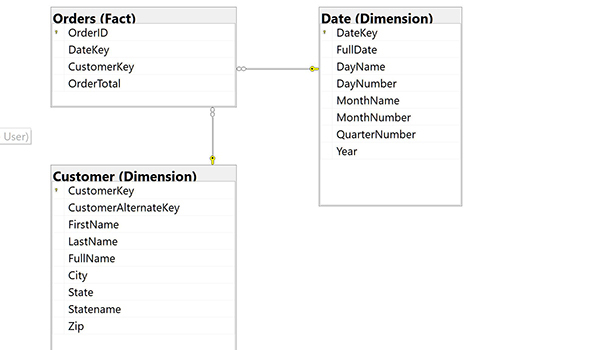 Orders (Fact)
OrderID
DateKey
CustomerKey
OrderTotal
Date (Dimension)
DateKey
FullDate
DayName
DayNumber
MonthName
MonthNumber
QuarterNumber
Year
User)
Customer (Dimension)
CustomerKey
CustomerAlternateKey
FirstName
LastName
FullName
City
State
Statename
Zip